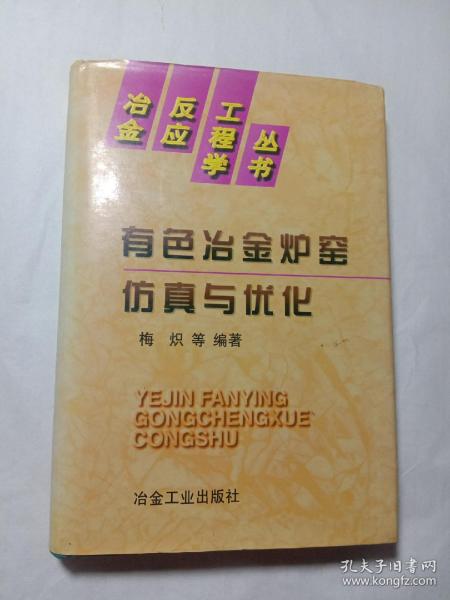 冶金反应工程学丛书
有色冶金炉窑
仿真与优化
梅 炽 等 编著
YEJIN FANYING
GONGCHENGXUE
CONGSHU
冶金工业出版社
孔夫子旧书网
www.kongfz.com